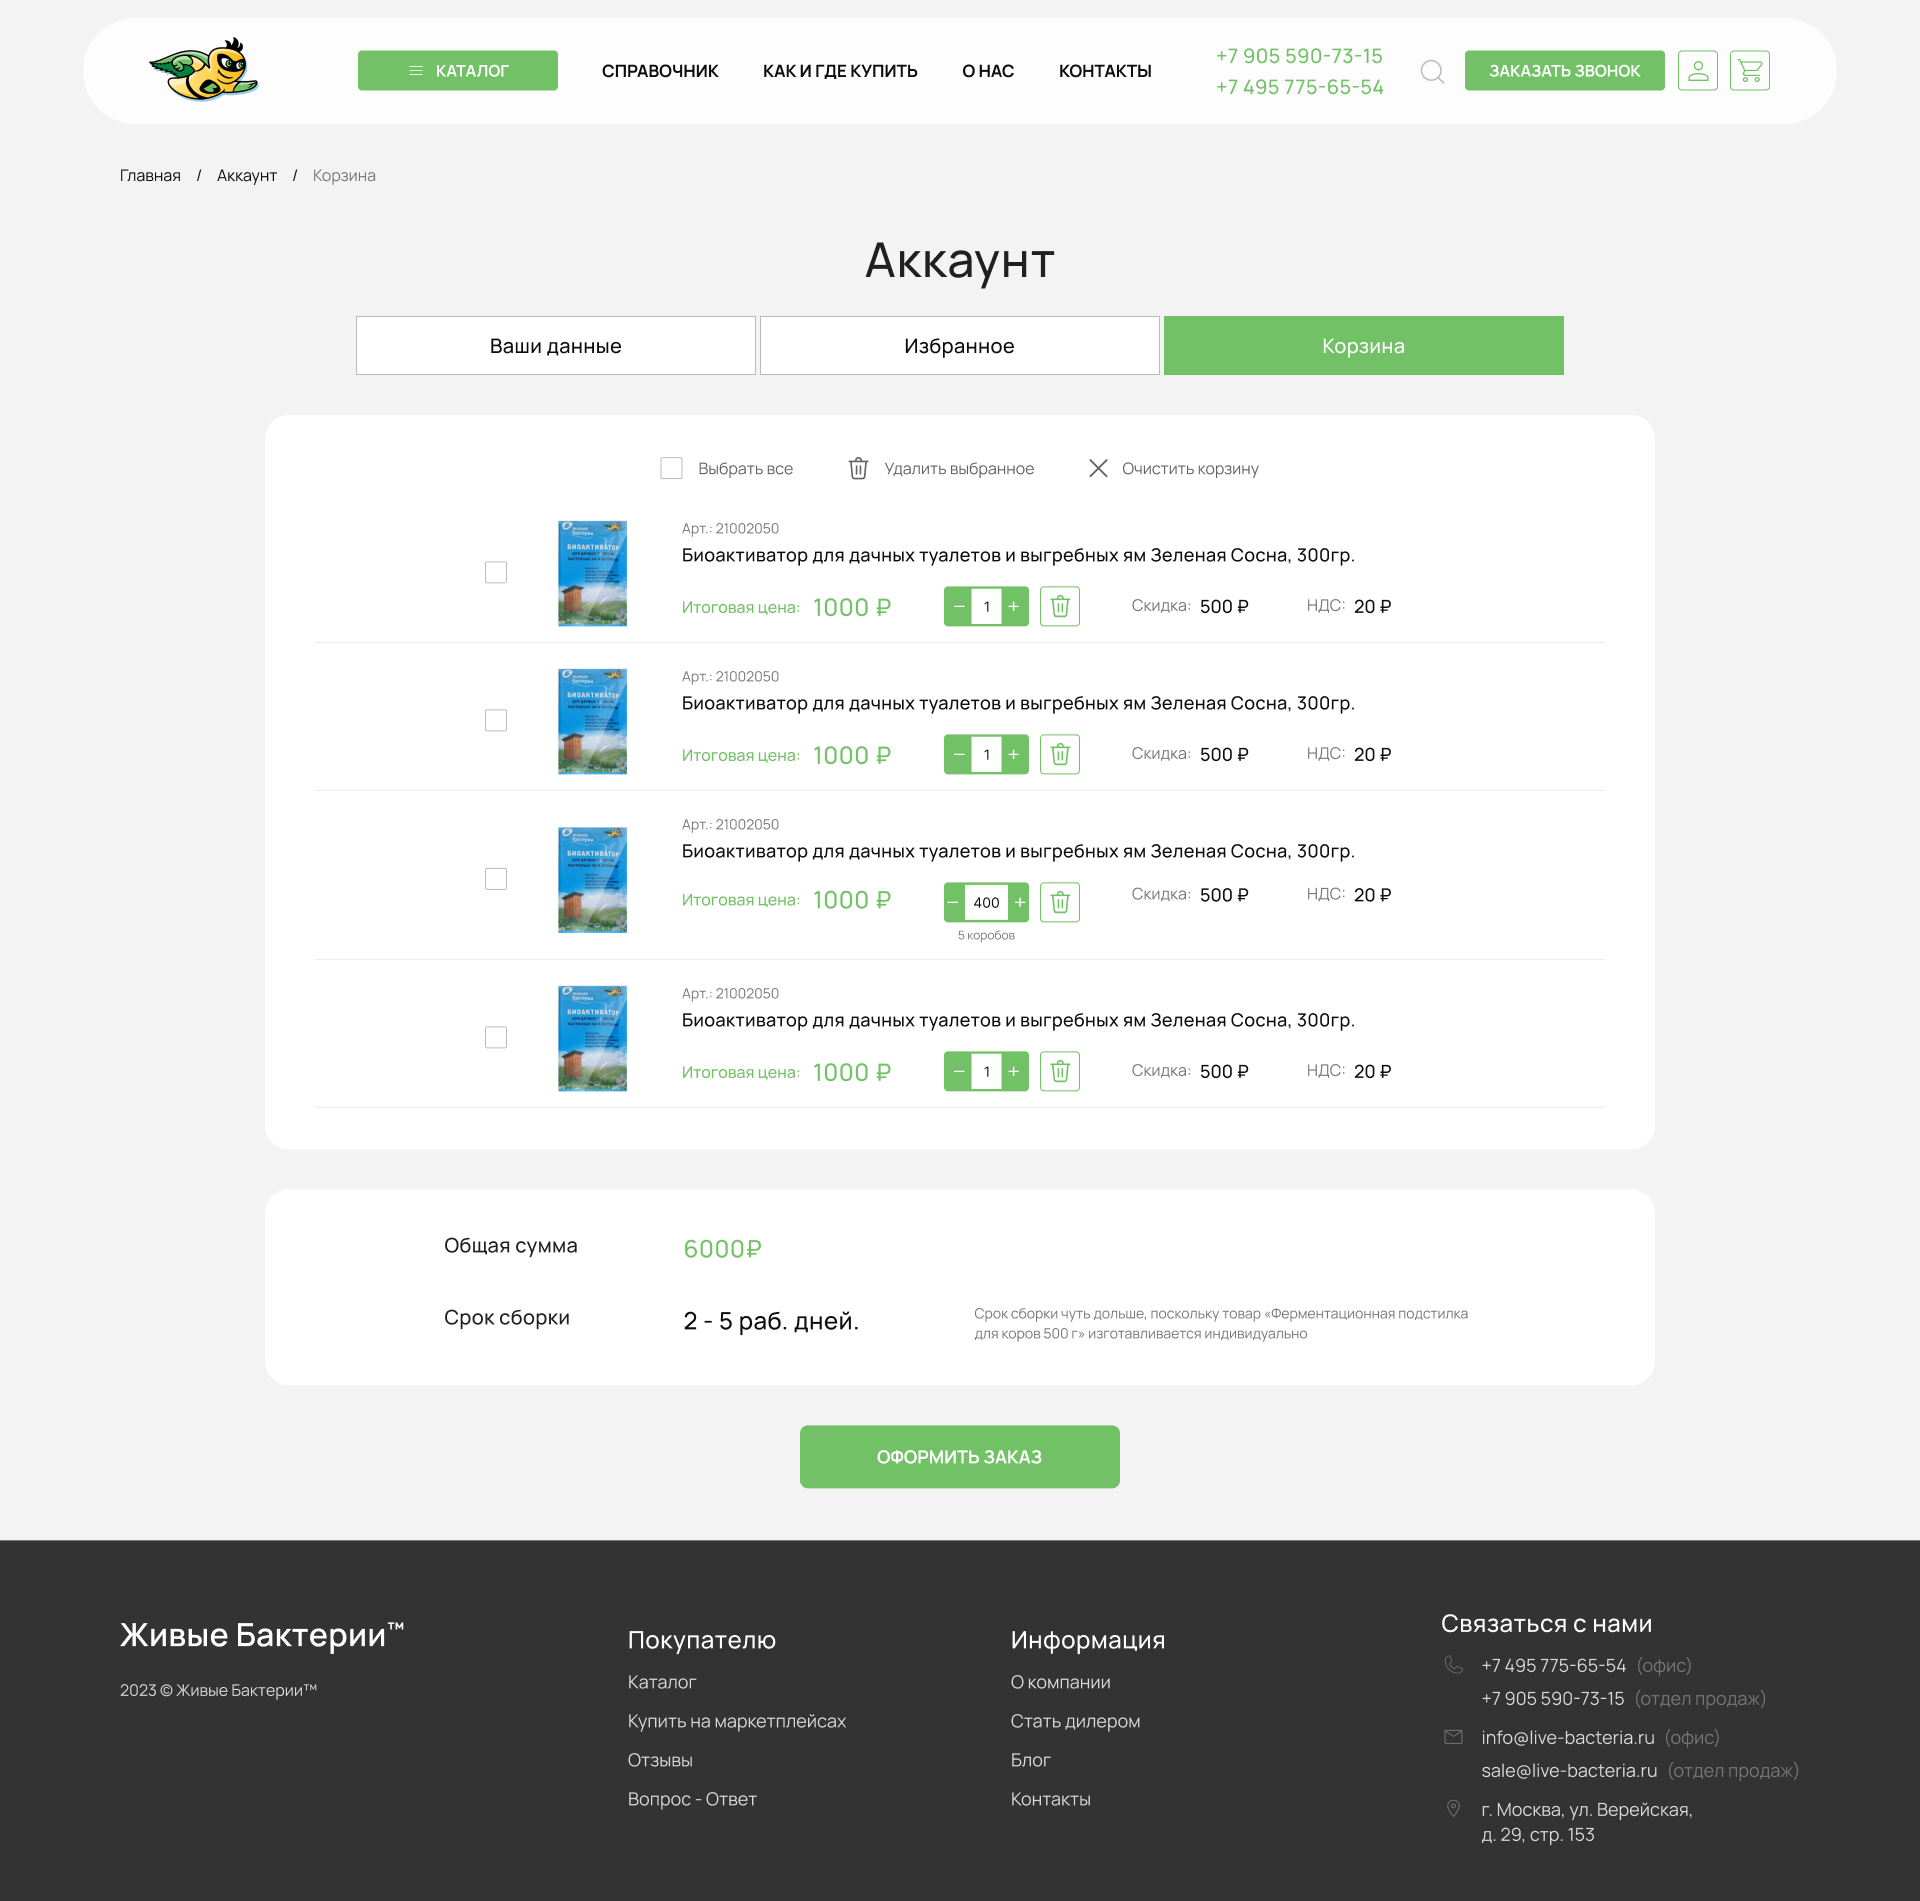 КАТАЛОГ
СПРАВОЧНИК
КАК И ГДЕ КУПИТЬ
О НАС
КОНТАКТЫ
+7 905 590-73-15
+7 495 775-65-54
ЗАКАЗАТЬ ЗВОНОК
Главная / Аккаунт / Корзина
Аккаунт
Ваши данные
Избранное
Корзина
Выбрать все
Удалить выбранное
Очистить корзину
БИОАКТИВАТОР
Арт.: 21002050
Биоактиватор для дачных туалетов и выгребных ям Зеленая Сосна, 300гр.
Итоговая цена: 1000 ₽ − 1 + Скидка: 500 ₽ НДС: 20 ₽
БИОАКТИВАТОР
Арт.: 21002050
Биоактиватор для дачных туалетов и выгребных ям Зеленая Сосна, 300гр.
Итоговая цена: 1000 ₽ − 1 + Скидка: 500 ₽ НДС: 20 ₽
БИОАКТИВАТОР
Арт.: 21002050
Биоактиватор для дачных туалетов и выгребных ям Зеленая Сосна, 300гр.
Итоговая цена: 1000 ₽ − 400 + Скидка: 500 ₽ НДС: 20 ₽
5 коробов
БИОАКТИВАТОР
Арт.: 21002050
Биоактиватор для дачных туалетов и выгребных ям Зеленая Сосна, 300гр.
Итоговая цена: 1000 ₽ − 1 + Скидка: 500 ₽ НДС: 20 ₽
Общая сумма 6000₽
Срок сборки 2 - 5 раб. дней.
Срок сборки чуть дольше, поскольку товар «Ферментационная подстилка
для коров 500 г» изготавливается индивидуально
ОФОРМИТЬ ЗАКАЗ
Живые Бактерии™
2023 © Живые Бактерии™
Покупателю
Каталог
Купить на маркетплейсах
Отзывы
Вопрос - Ответ
Информация
О компании
Стать дилером
Блог
Контакты
Связаться с нами
+7 495 775-65-54 (офис)
+7 905 590-73-15 (отдел продаж)
info@live-bacteria.ru (офис)
sale@live-bacteria.ru (отдел продаж)
г. Москва, ул. Верейская,
д. 29, стр. 153